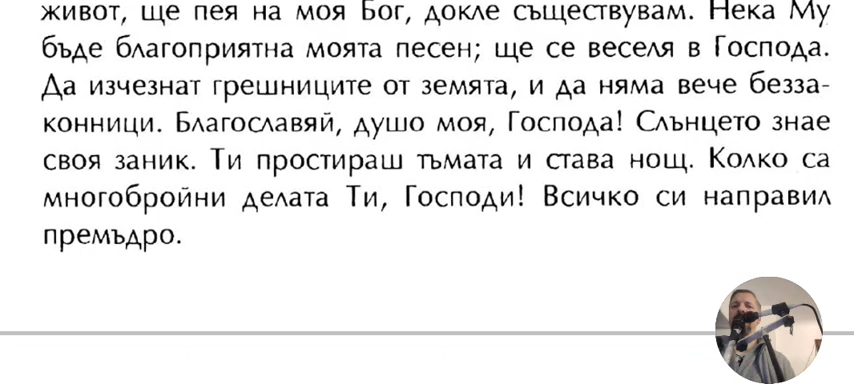 живот, ще пея на моя Бог, докле съществувам. Нека Му
бъде благоприятна моята песен; ще се веселя в Господа.
Да изчезнат грешниците от земята, и да няма вече безза-
конници. Благославяй, душо моя, Господа! Слънцето знае
своя заник. Ти простираш тъмата и става нощ. Колко са
многобройни делата Ти, Господи! Всичко си направил
премъдро.